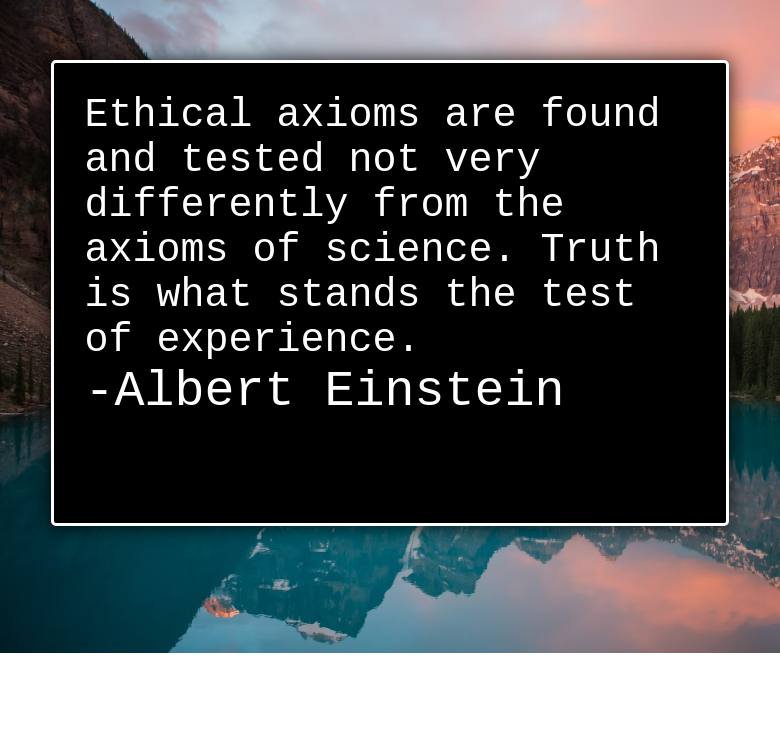 Ethical axioms are found
and tested not very
differently from the
axioms of science. Truth
is what stands the test
of experience.
-Albert Einstein